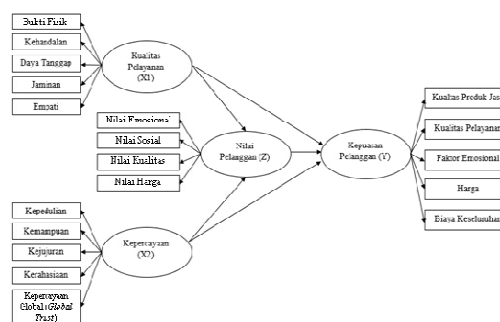 Bukti Fisik
Kehandalan
Daya Tanggap
Jaminan
Empati
Kualitas
Pelayanan
(X1)
Nilai Emosional
Nilai Sosial
Nilai Kualitas
Nilai Harga
Nilai
Pelanggan (Z)
Kepuasan
Pelanggan (Y)
Kualitas Produk Jas
Kualitas Pelayanan
Faktor Emosional
Harga
Biaya Keseluruhan
Kepedulian
Kemampuan
Kejujuran
Kerahasiaan
Kepercayaan
Global (Global
Trust)
Kepercayaan
(X2)